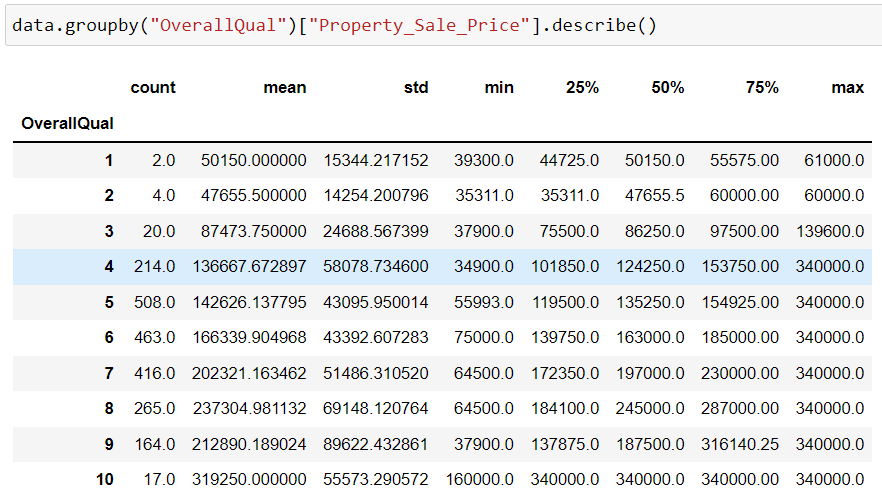 data.groupby("OverallQual")["Property_Sale_Price"].describe()
count mean std min 25% 50% 75% max
OverallQual
1 2.0 50150.000000 15344.217152 39300.0 44725.0 50150.0 55575.00 61000.0
2 4.0 47655.500000 14254.200796 35311.0 35311.0 47655.5 60000.00 60000.0
3 20.0 87473.750000 24688.567399 37900.0 75500.0 86250.0 97500.00 139600.0
4 214.0 136667.672897 58078.734600 34900.0 101850.0 124250.0 153750.00 340000.0
5 508.0 142626.137795 43095.950014 55993.0 119500.0 135250.0 154925.00 340000.0
6 463.0 166339.904968 43392.607283 75000.0 139750.0 163000.0 185000.00 340000.0
7 416.0 202321.163462 51486.310520 64500.0 172350.0 197000.0 230000.00 340000.0
8 265.0 237304.981132 69148.120764 64500.0 184100.0 245000.0 287000.00 340000.0
9 164.0 212890.189024 89622.432861 37900.0 137875.0 187500.0 316140.25 340000.0
10 17.0 319250.000000 55573.290572 160000.0 340000.0 340000.0 340000.00 340000.0